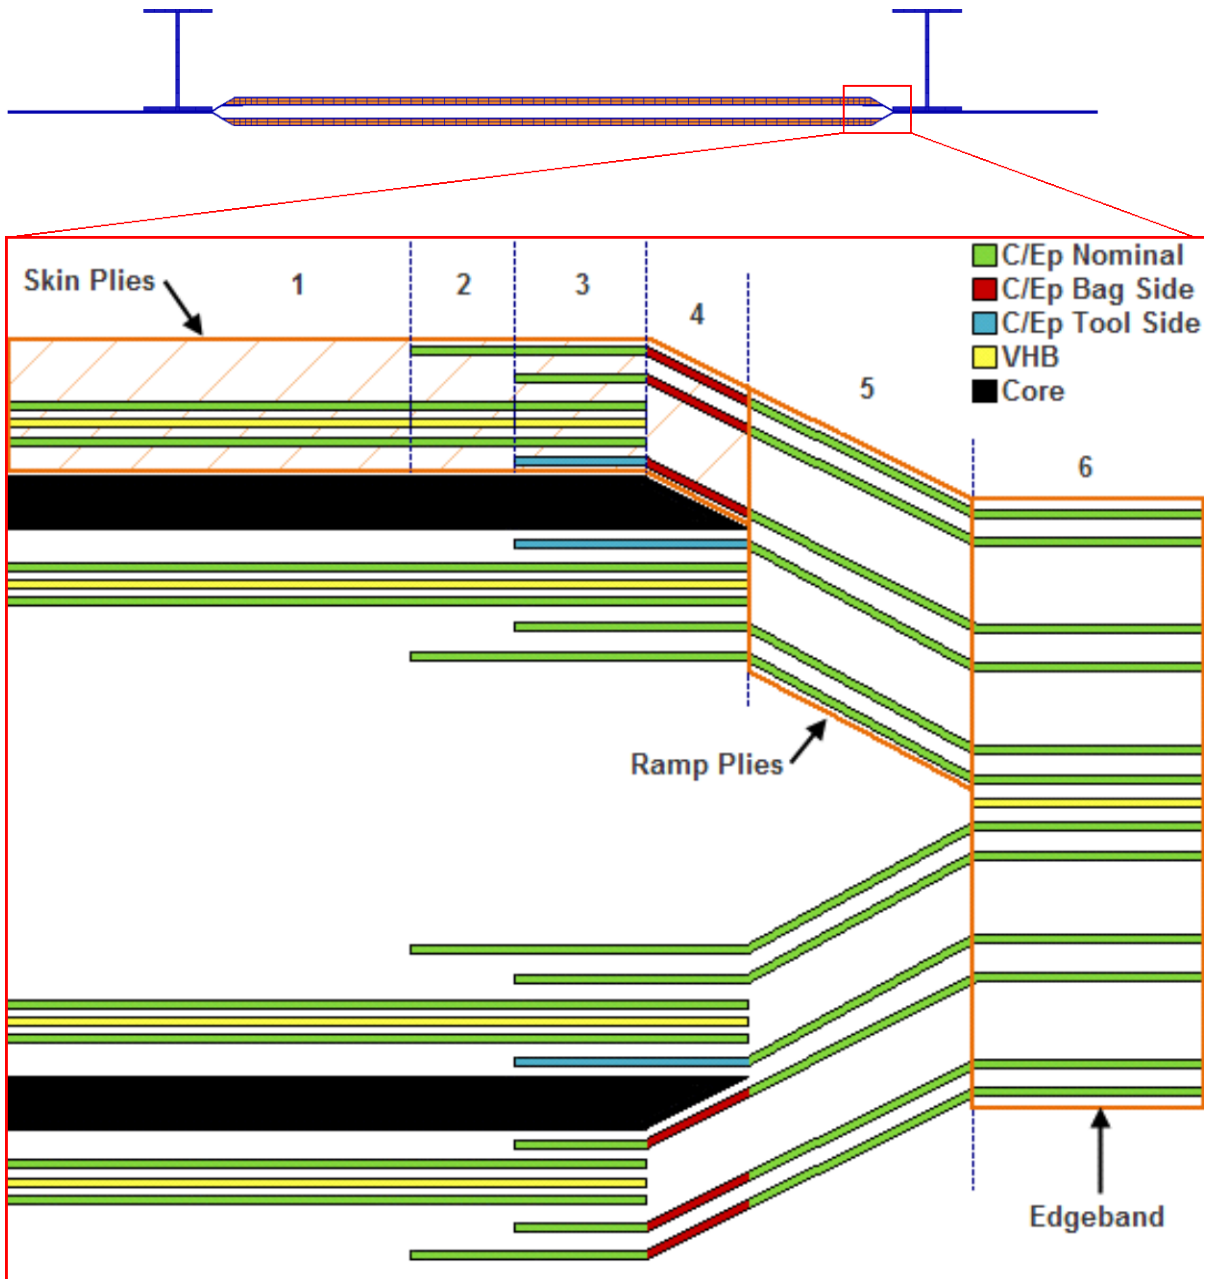 Skin Plies
1
2
3
4
5
6
C/Ep Nominal
C/Ep Bag Side
C/Ep Tool Side
VHB
Core
Ramp Plies
Edgeband